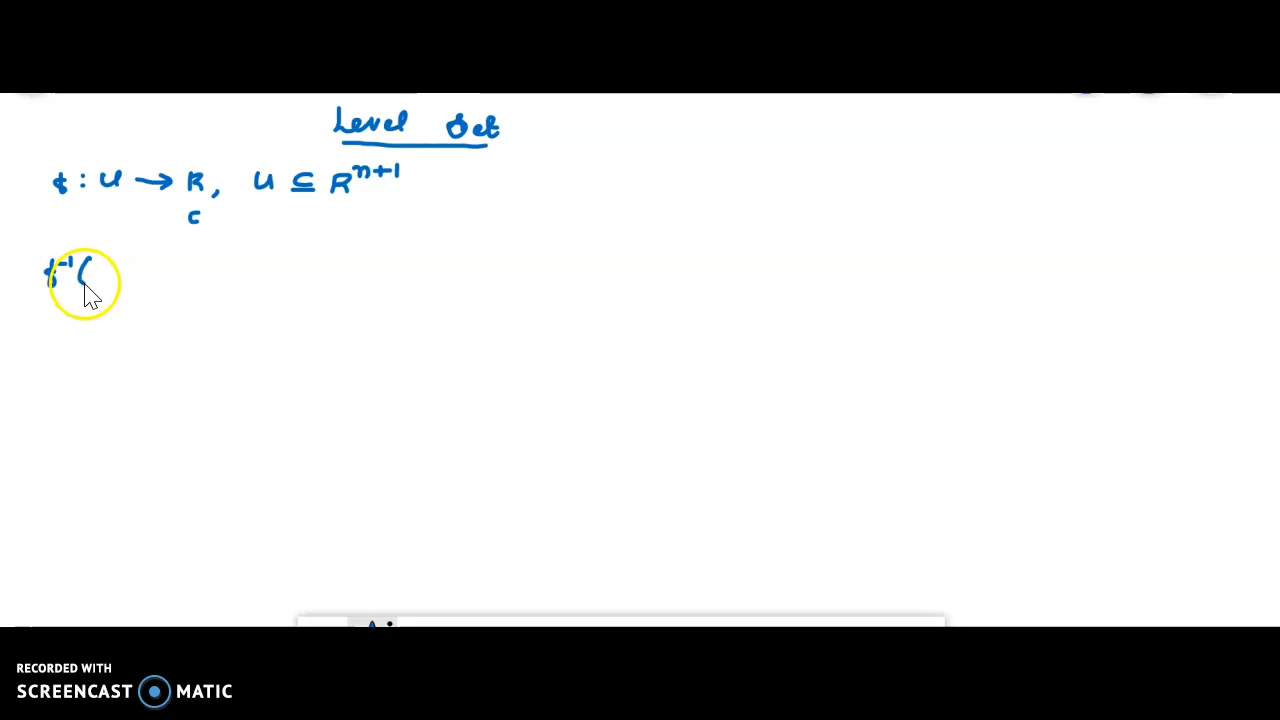 Level Set
f : U → R, U ⊆ R^{n+1}
c
f^{-1}(
RECORDED WITH
SCREENCAST MATIC